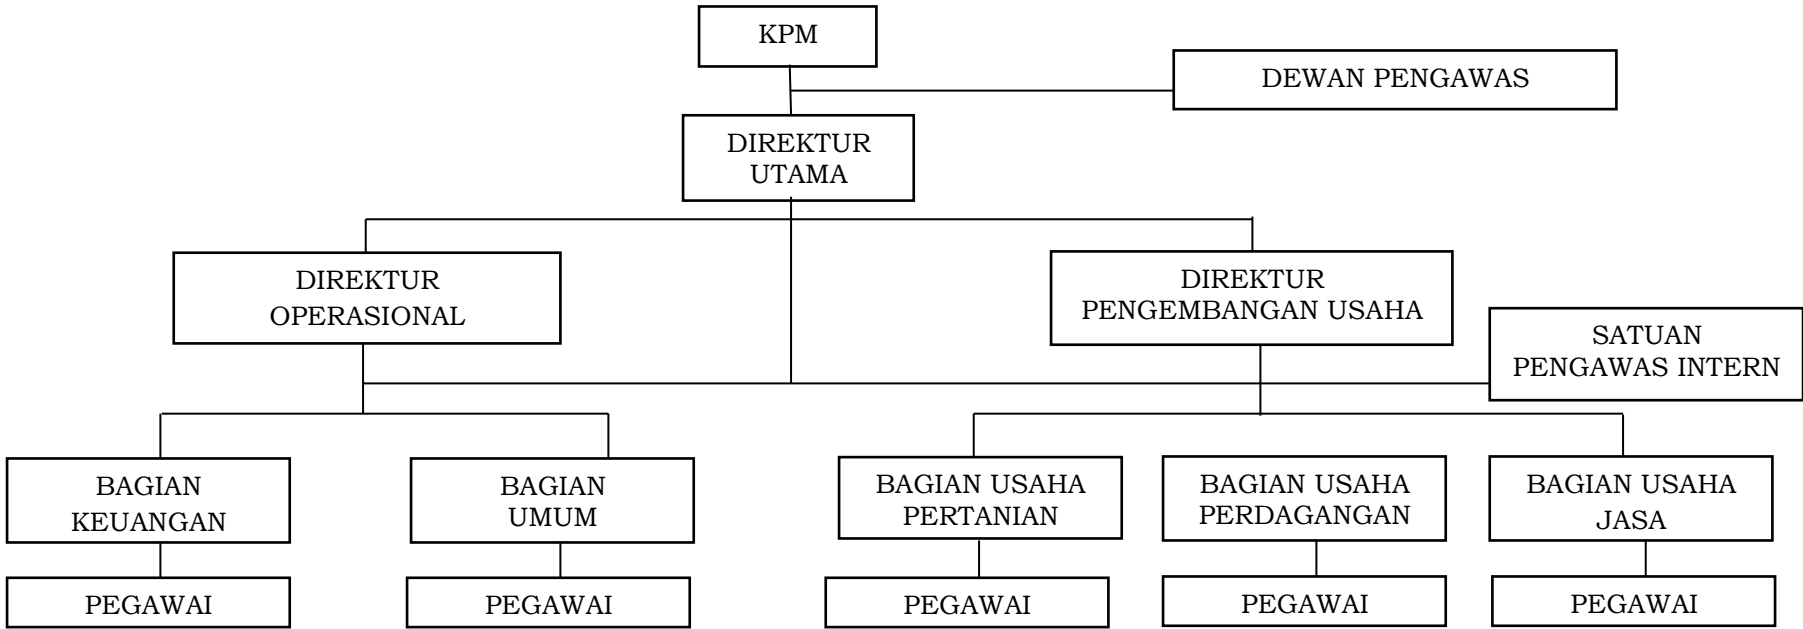 KPM
DEWAN PENGAWAS
DIREKTUR
UTAMA
DIREKTUR
OPERASIONAL
DIREKTUR
PENGEMBANGAN USAHA
SATUAN
PENGAWAS INTERN
BAGIAN
KEUANGAN
BAGIAN
UMUM
BAGIAN USAHA
PERTANIAN
BAGIAN USAHA
PERDAGANGAN
BAGIAN USAHA
JASA
PEGAWAI
PEGAWAI
PEGAWAI
PEGAWAI
PEGAWAI